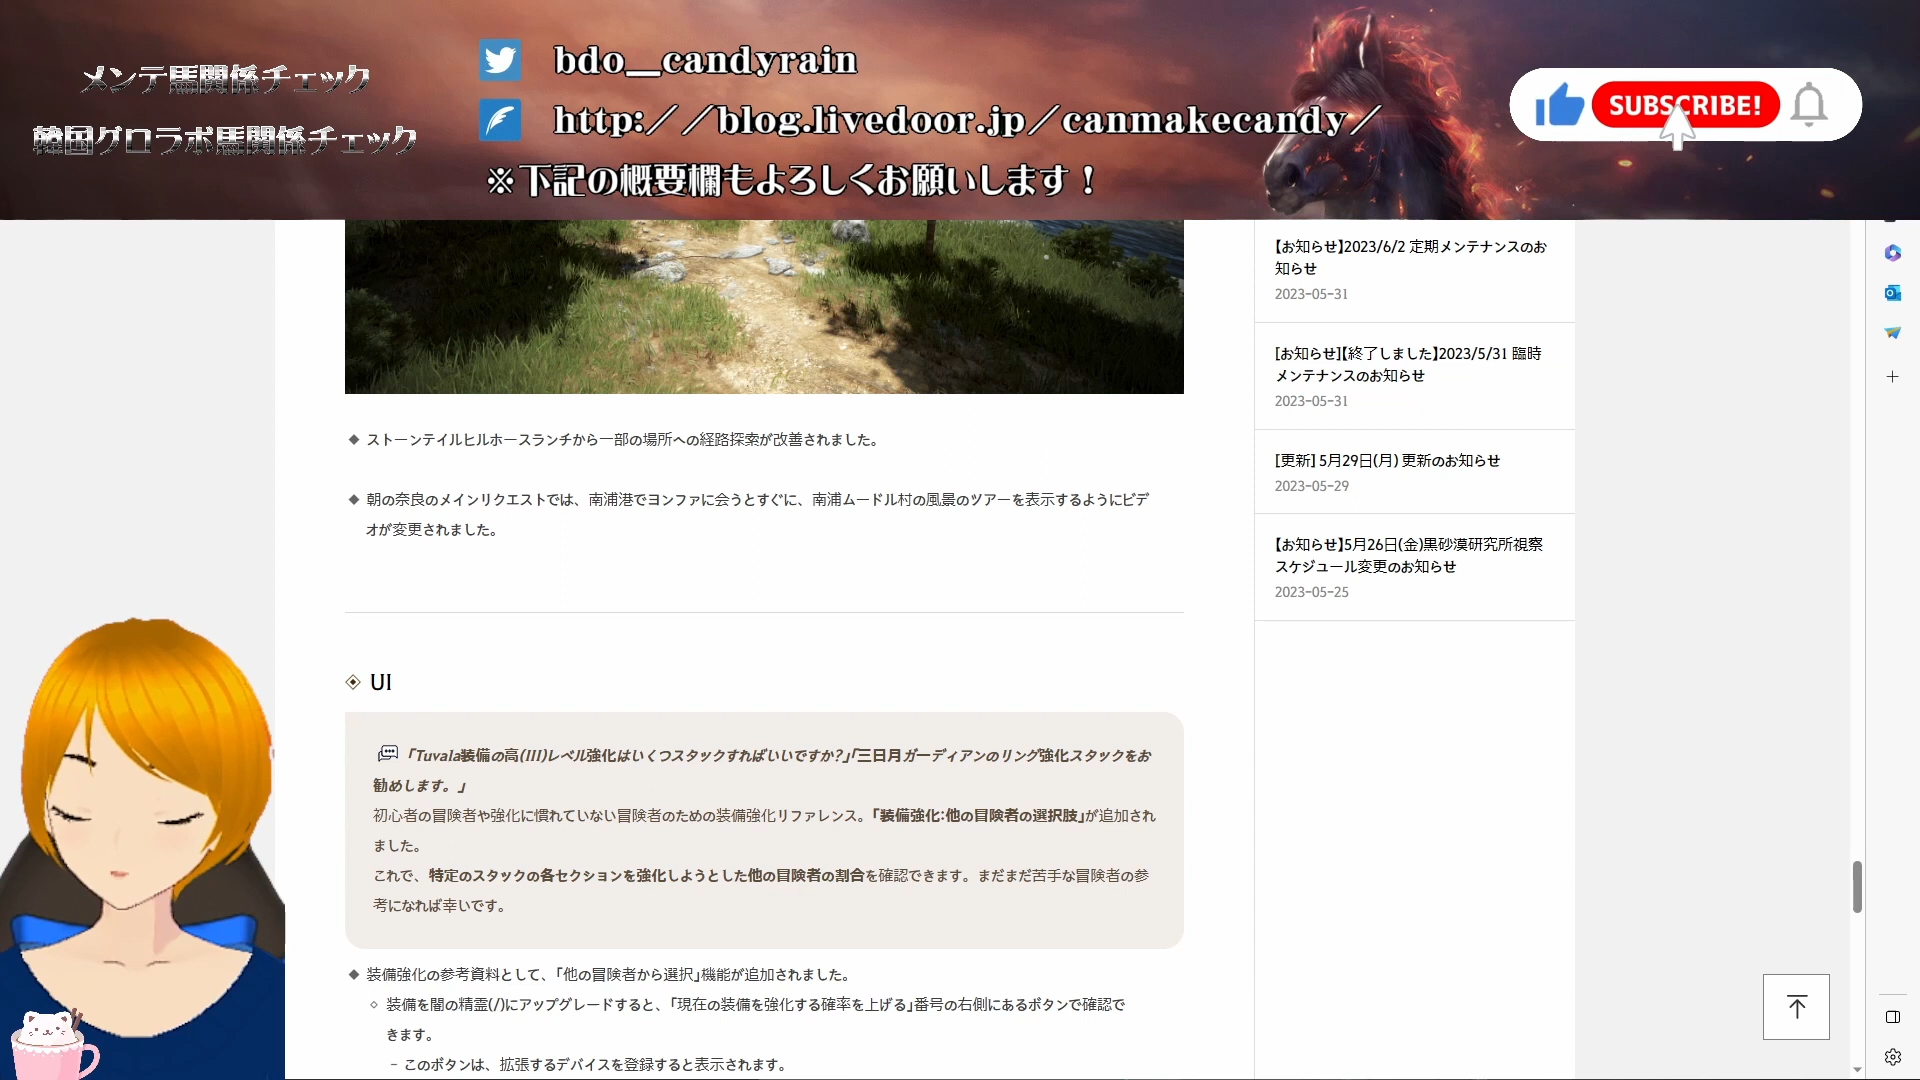 メンテ馬関係チェック
韓国グロラボ馬関係チェック
bdo__candyrain
http://blog.livedoor.jp/canmakecandy/
※下記の概要欄もよろしくお願いします！
SUBSCRIBE!
◆ ストーンテイルヒルホースランチから一部の場所への経路探索が改善されました。
◆ 朝の奈良のメインリクエストでは、南浦港でヨンファに会うとすぐに、南浦ムードル村の風景のツアーを表示するようにビデ
オが変更されました。
UI
「Tuvala装備の高(III)レベル強化はいくつスタックすればいいですか?」「三日月ガーディアンのリング強化スタックをお
勧めします。」
初心者の冒険者や強化に慣れていない冒険者のための装備強化リファレンス。「装備強化:他の冒険者の選択肢」が追加され
ました。
これで、特定のスタックの各セクションを強化しようとした他の冒険者の割合を確認できます。まだまだ苦手な冒険者の参
考になれば幸いです。
◆ 装備強化の参考資料として、「他の冒険者から選択」機能が追加されました。
◇ 装備を闇の精霊(/)にアップグレードすると、「現在の装備を強化する確率を上げる」番号の右側にあるボタンで確認で
きます。
- このボタンは、拡張するデバイスを登録すると表示されます。
【お知らせ】2023/6/2 定期メンテナンスのお
知らせ
2023-05-31
[お知らせ]【終了しました】2023/5/31 臨時
メンテナンスのお知らせ
2023-05-31
[更新] 5月29日(月) 更新のお知らせ
2023-05-29
【お知らせ】5月26日(金)黒砂漠研究所視察
スケジュール変更のお知らせ
2023-05-25